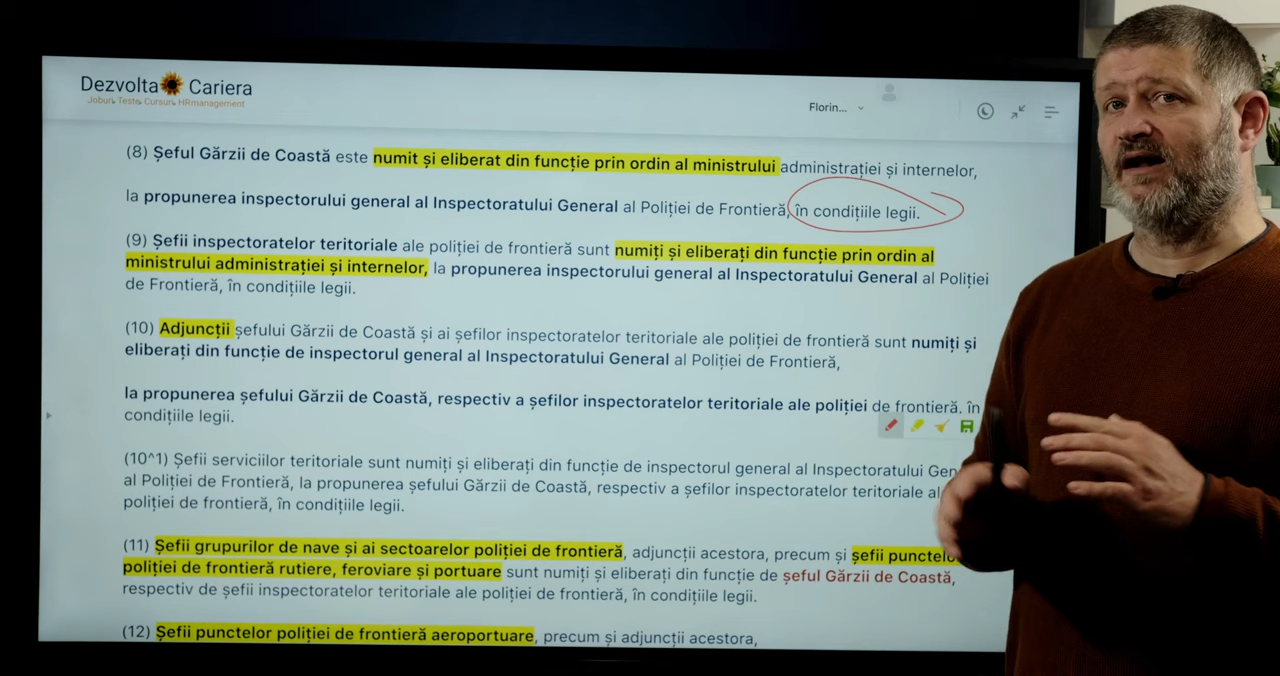 Dezvolta Cariera
Joburi, Teste, Cursuri, HRmanagement
Florin...
(8) Șeful Gărzii de Coastă este numit și eliberat din funcție prin ordin al ministrului administrației și internelor,
la propunerea inspectorului general al Inspectoratului General al Poliției de Frontieră, în condițiile legii.
(9) Șefii inspectoratelor teritoriale ale poliției de frontieră sunt numiți și eliberați din funcție prin ordin al
ministrului administrației și internelor, la propunerea inspectorului general al Inspectoratului General al Poliției
de Frontieră, în condițiile legii.
(10) Adjuncții șefului Gărzii de Coastă și ai șefilor inspectoratelor teritoriale ale poliției de frontieră sunt numiți și
eliberați din funcție de inspectorul general al Inspectoratului General al Poliției de Frontieră,
la propunerea șefului Gărzii de Coastă, respectiv a șefilor inspectoratelor teritoriale ale poliției de frontieră. în
condițiile legii.
(10^1) Șefii serviciilor teritoriale sunt numiți și eliberați din funcție de inspectorul general al Inspectoratului Gen
al Poliției de Frontieră, la propunerea șefului Gărzii de Coastă, respectiv a șefilor inspectoratelor teritoriale al
poliției de frontieră, în condițiile legii.
(11) Șefii grupurilor de nave și ai sectoarelor poliției de frontieră, adjuncții acestora, precum și șefii punctelo
poliției de frontieră rutiere, feroviare și portuare sunt numiți și eliberați din funcție de șeful Gărzii de Coastă,
respectiv de șefii inspectoratelor teritoriale ale poliției de frontieră, în condițiile legii.
(12) Șefii punctelor poliției de frontieră aeroportuare, precum și adjuncții acestora,